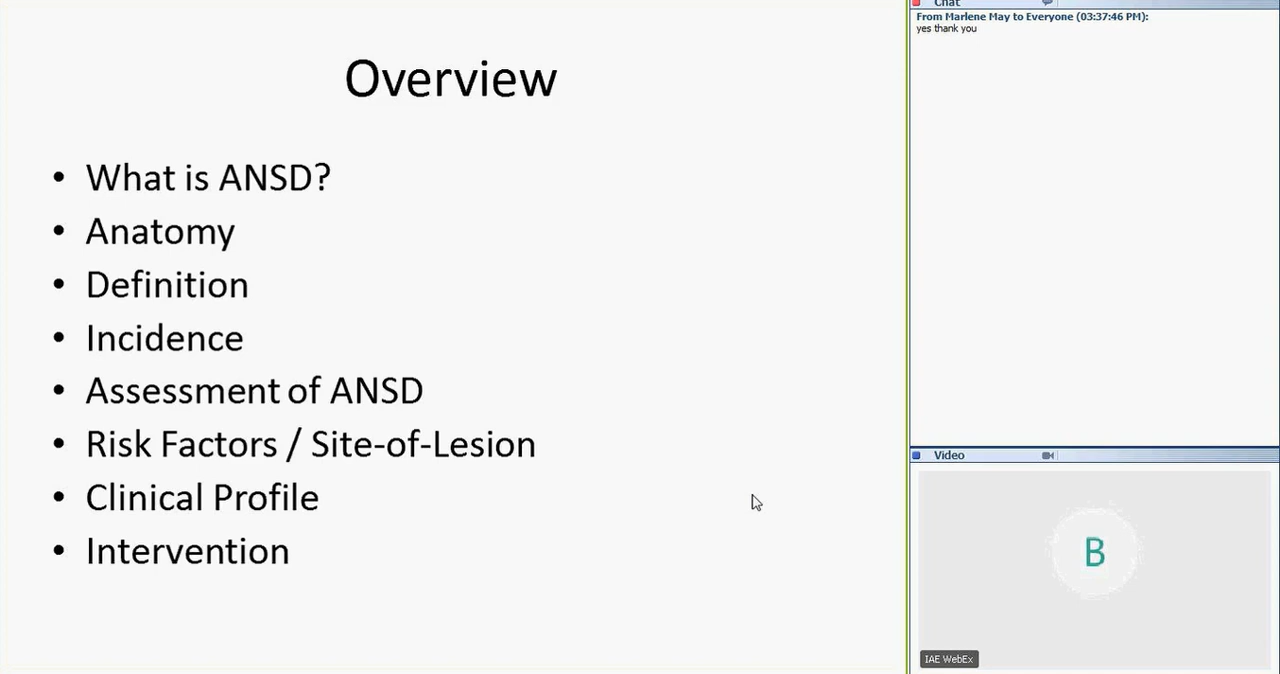 Overview
• What is ANSD?
• Anatomy
• Definition
• Incidence
• Assessment of ANSD
• Risk Factors / Site-of-Lesion
• Clinical Profile
• Intervention
Chat
From Marlene May to Everyone (03:37:46 PM):
yes thank you
Video
B
IAE WebEx